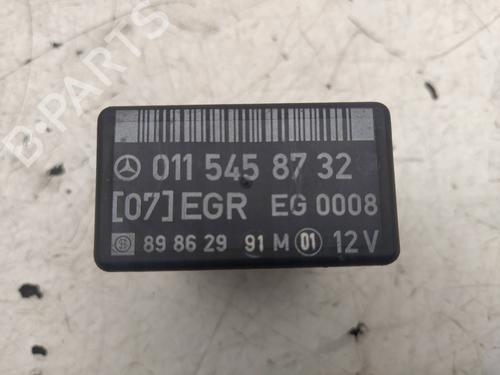 011 545 87 32
[07] EGR EG 0008
89 86 29 91 M 01 12 V
B-PARTS